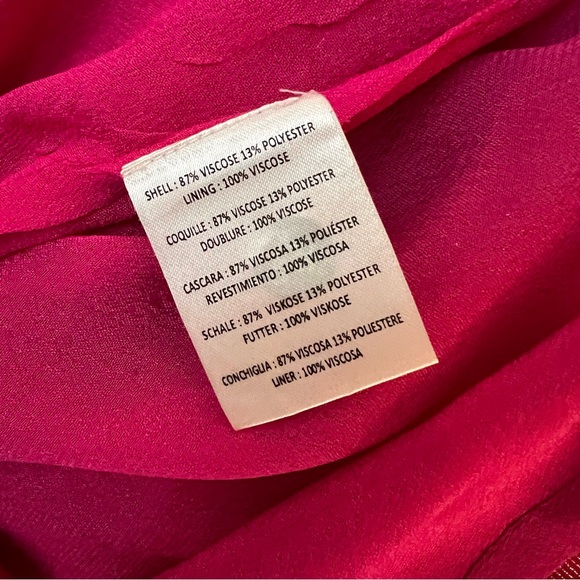 SHELL : 87% VISCOSE 13% POLYESTER
LINING : 100% VISCOSE
COQUILLE : 87% VISCOSE 13% POLYESTER
DOUBLURE : 100% VISCOSE
CASCARA : 87% VISCOSA 13% POLIÉSTER
REVESTIMIENTO : 100% VISCOSA
SCHALE : 87% VISKOSE 13% POLYESTER
FUTTER : 100% VISKOSE
CONCHIGLIA : 87% VISCOSA 13% POLIESTERE
LINER : 100% VISCOSA